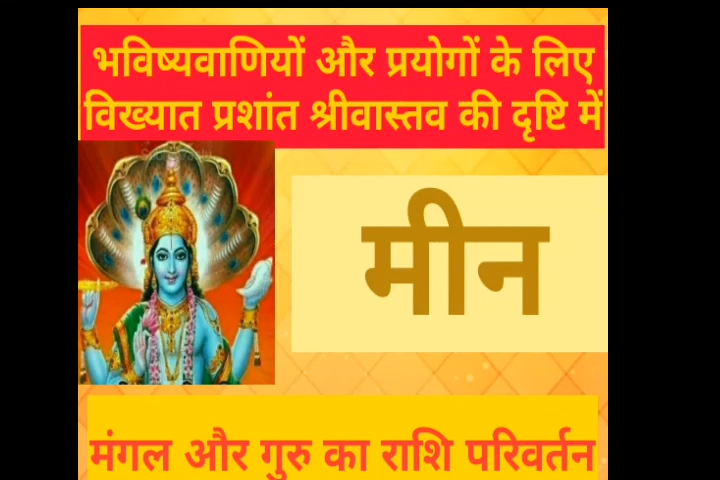 भविष्यवाणियों और प्रयोगों के लिए
विख्यात प्रशांत श्रीवास्तव की दृष्टि में
मीन
मंगल और गुरु का राशि परिवर्तन